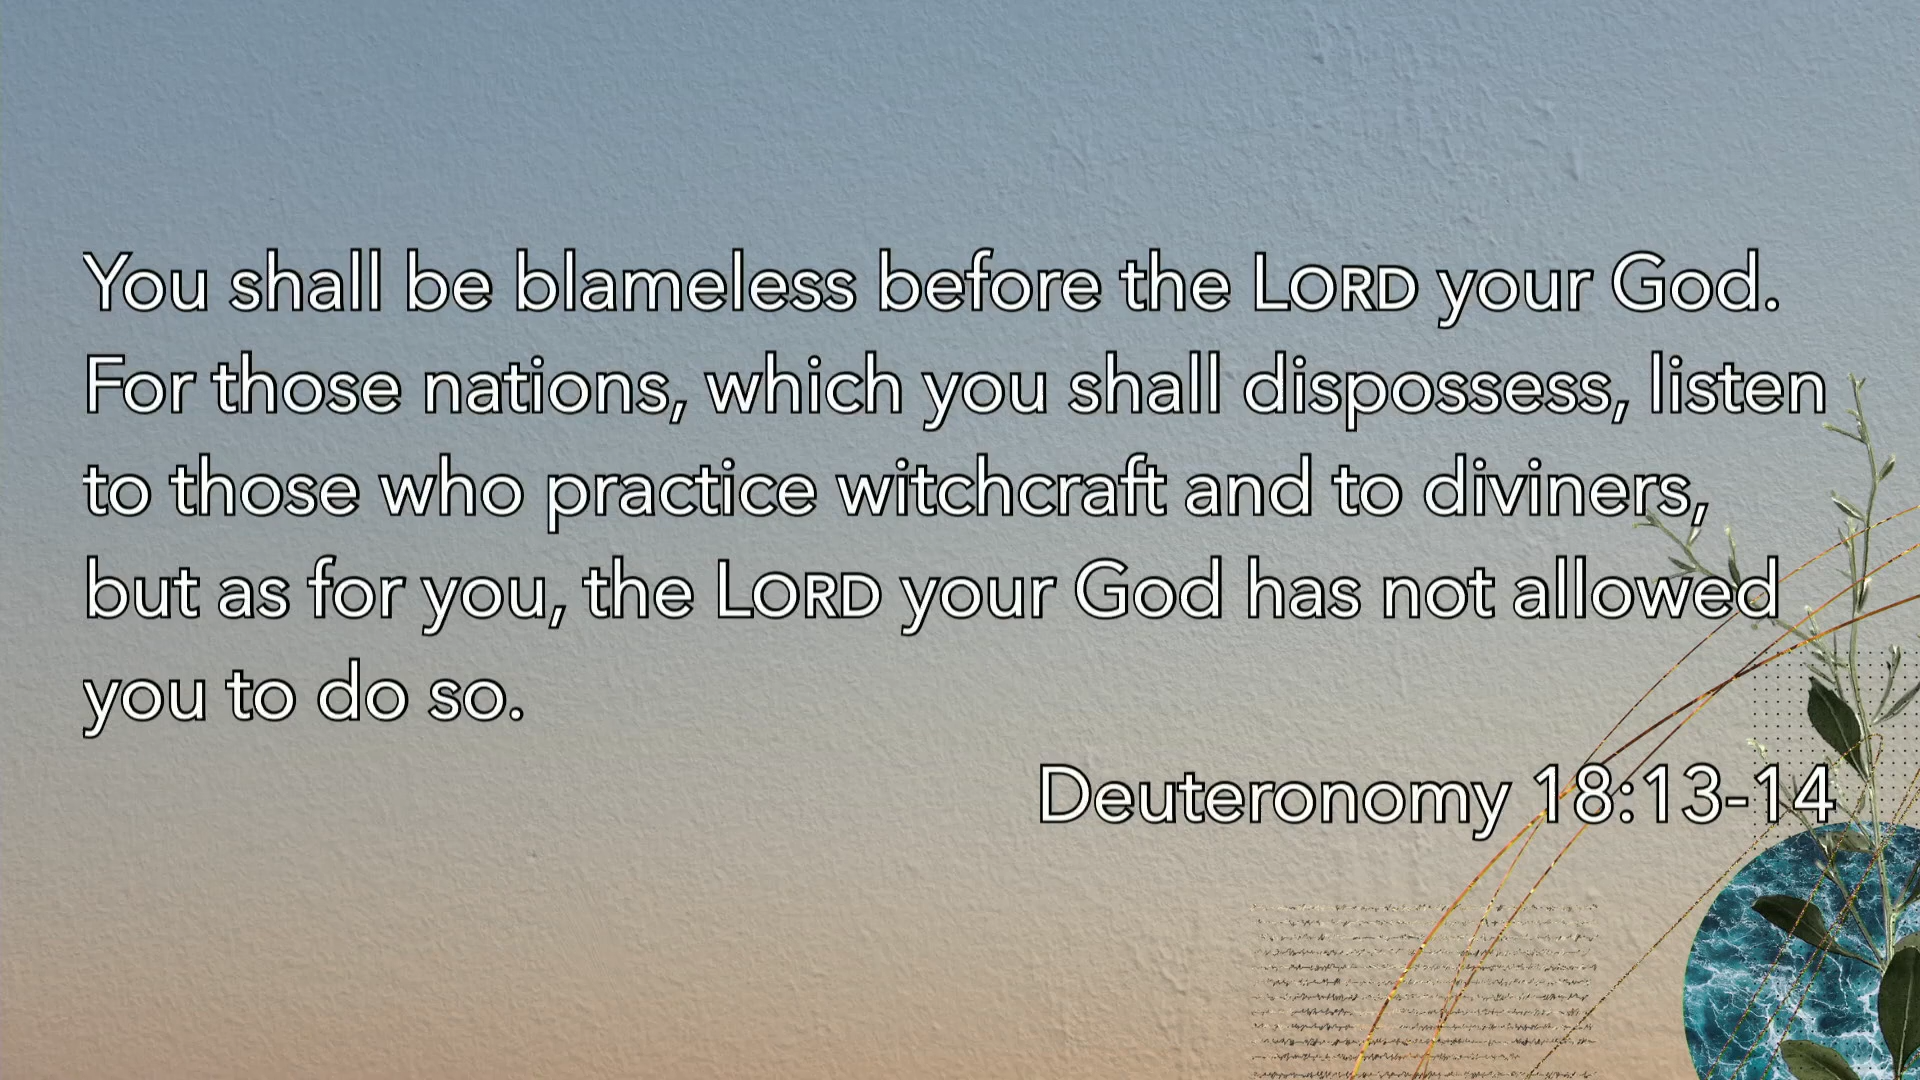 You shall be blameless before the LORD your God.
For those nations, which you shall dispossess, listen
to those who practice witchcraft and to diviners,
but as for you, the LORD your God has not allowed
you to do so.
Deuteronomy 18:13-14